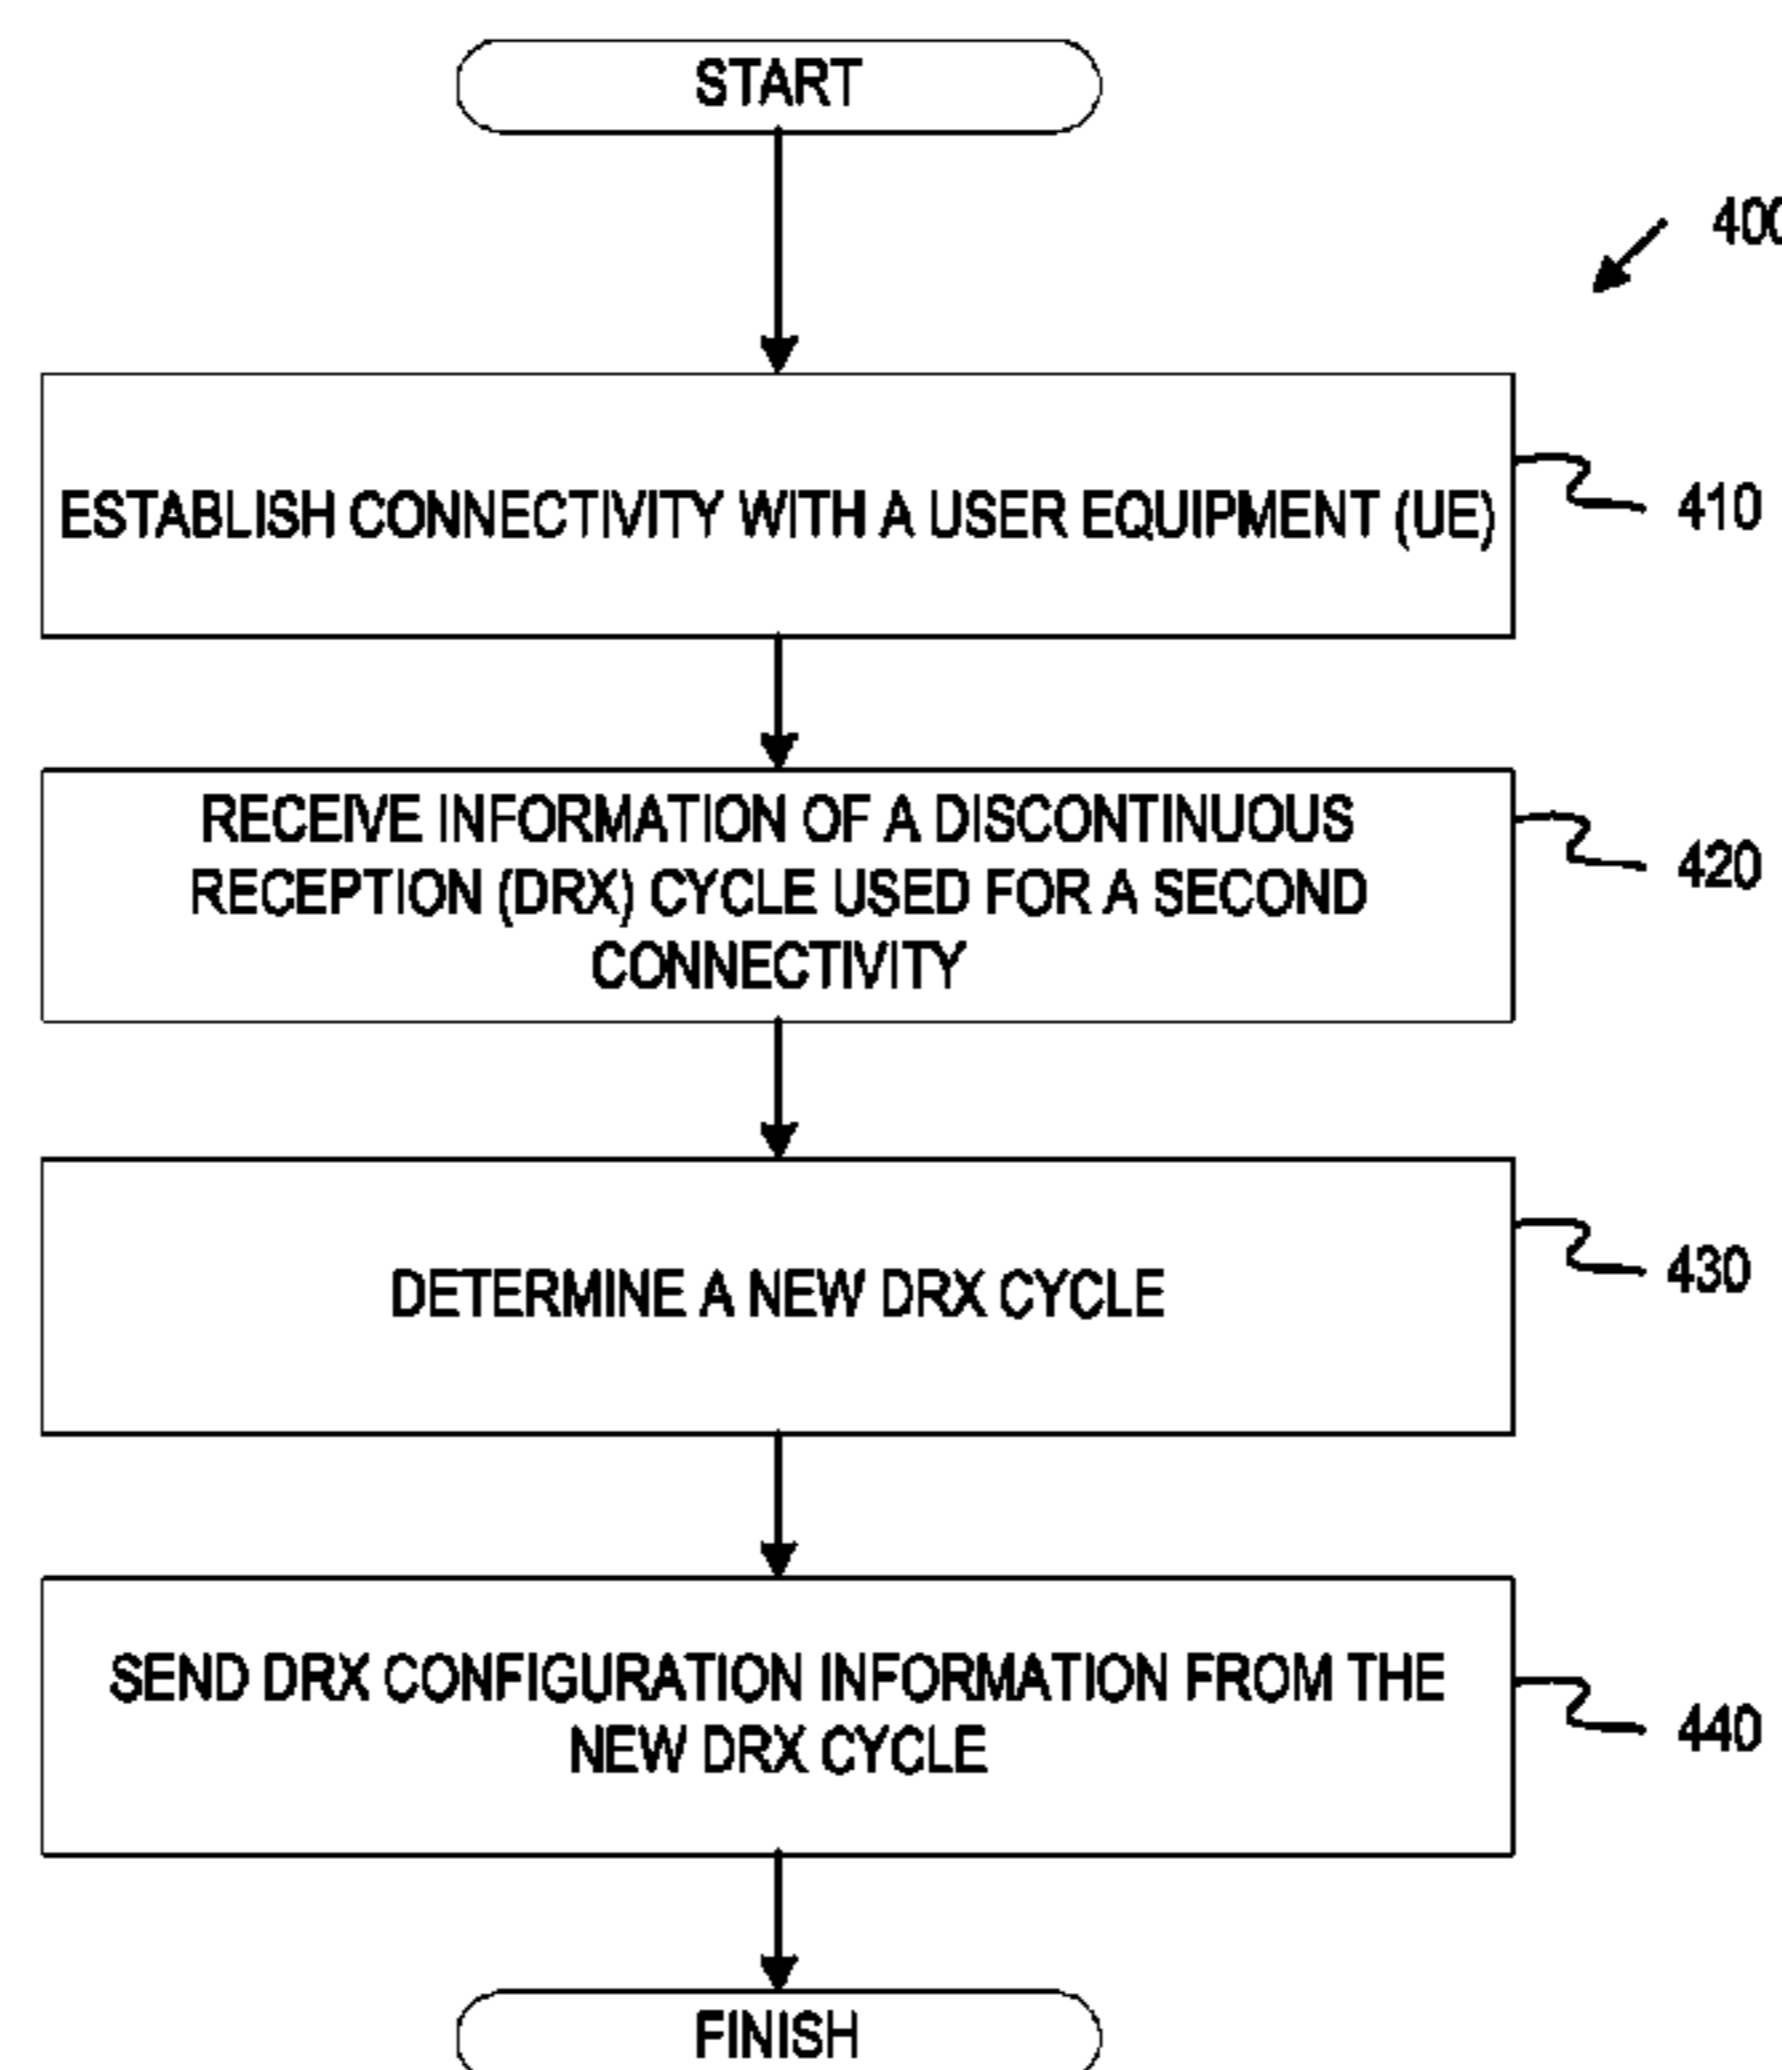 START
400
ESTABLISH CONNECTIVITY WITH A USER EQUIPMENT (UE)
410
RECEIVE INFORMATION OF A DISCONTINUOUS
RECEPTION (DRX) CYCLE USED FOR A SECOND
CONNECTIVITY
420
DETERMINE A NEW DRX CYCLE
430
SEND DRX CONFIGURATION INFORMATION FROM THE
NEW DRX CYCLE
440
FINISH